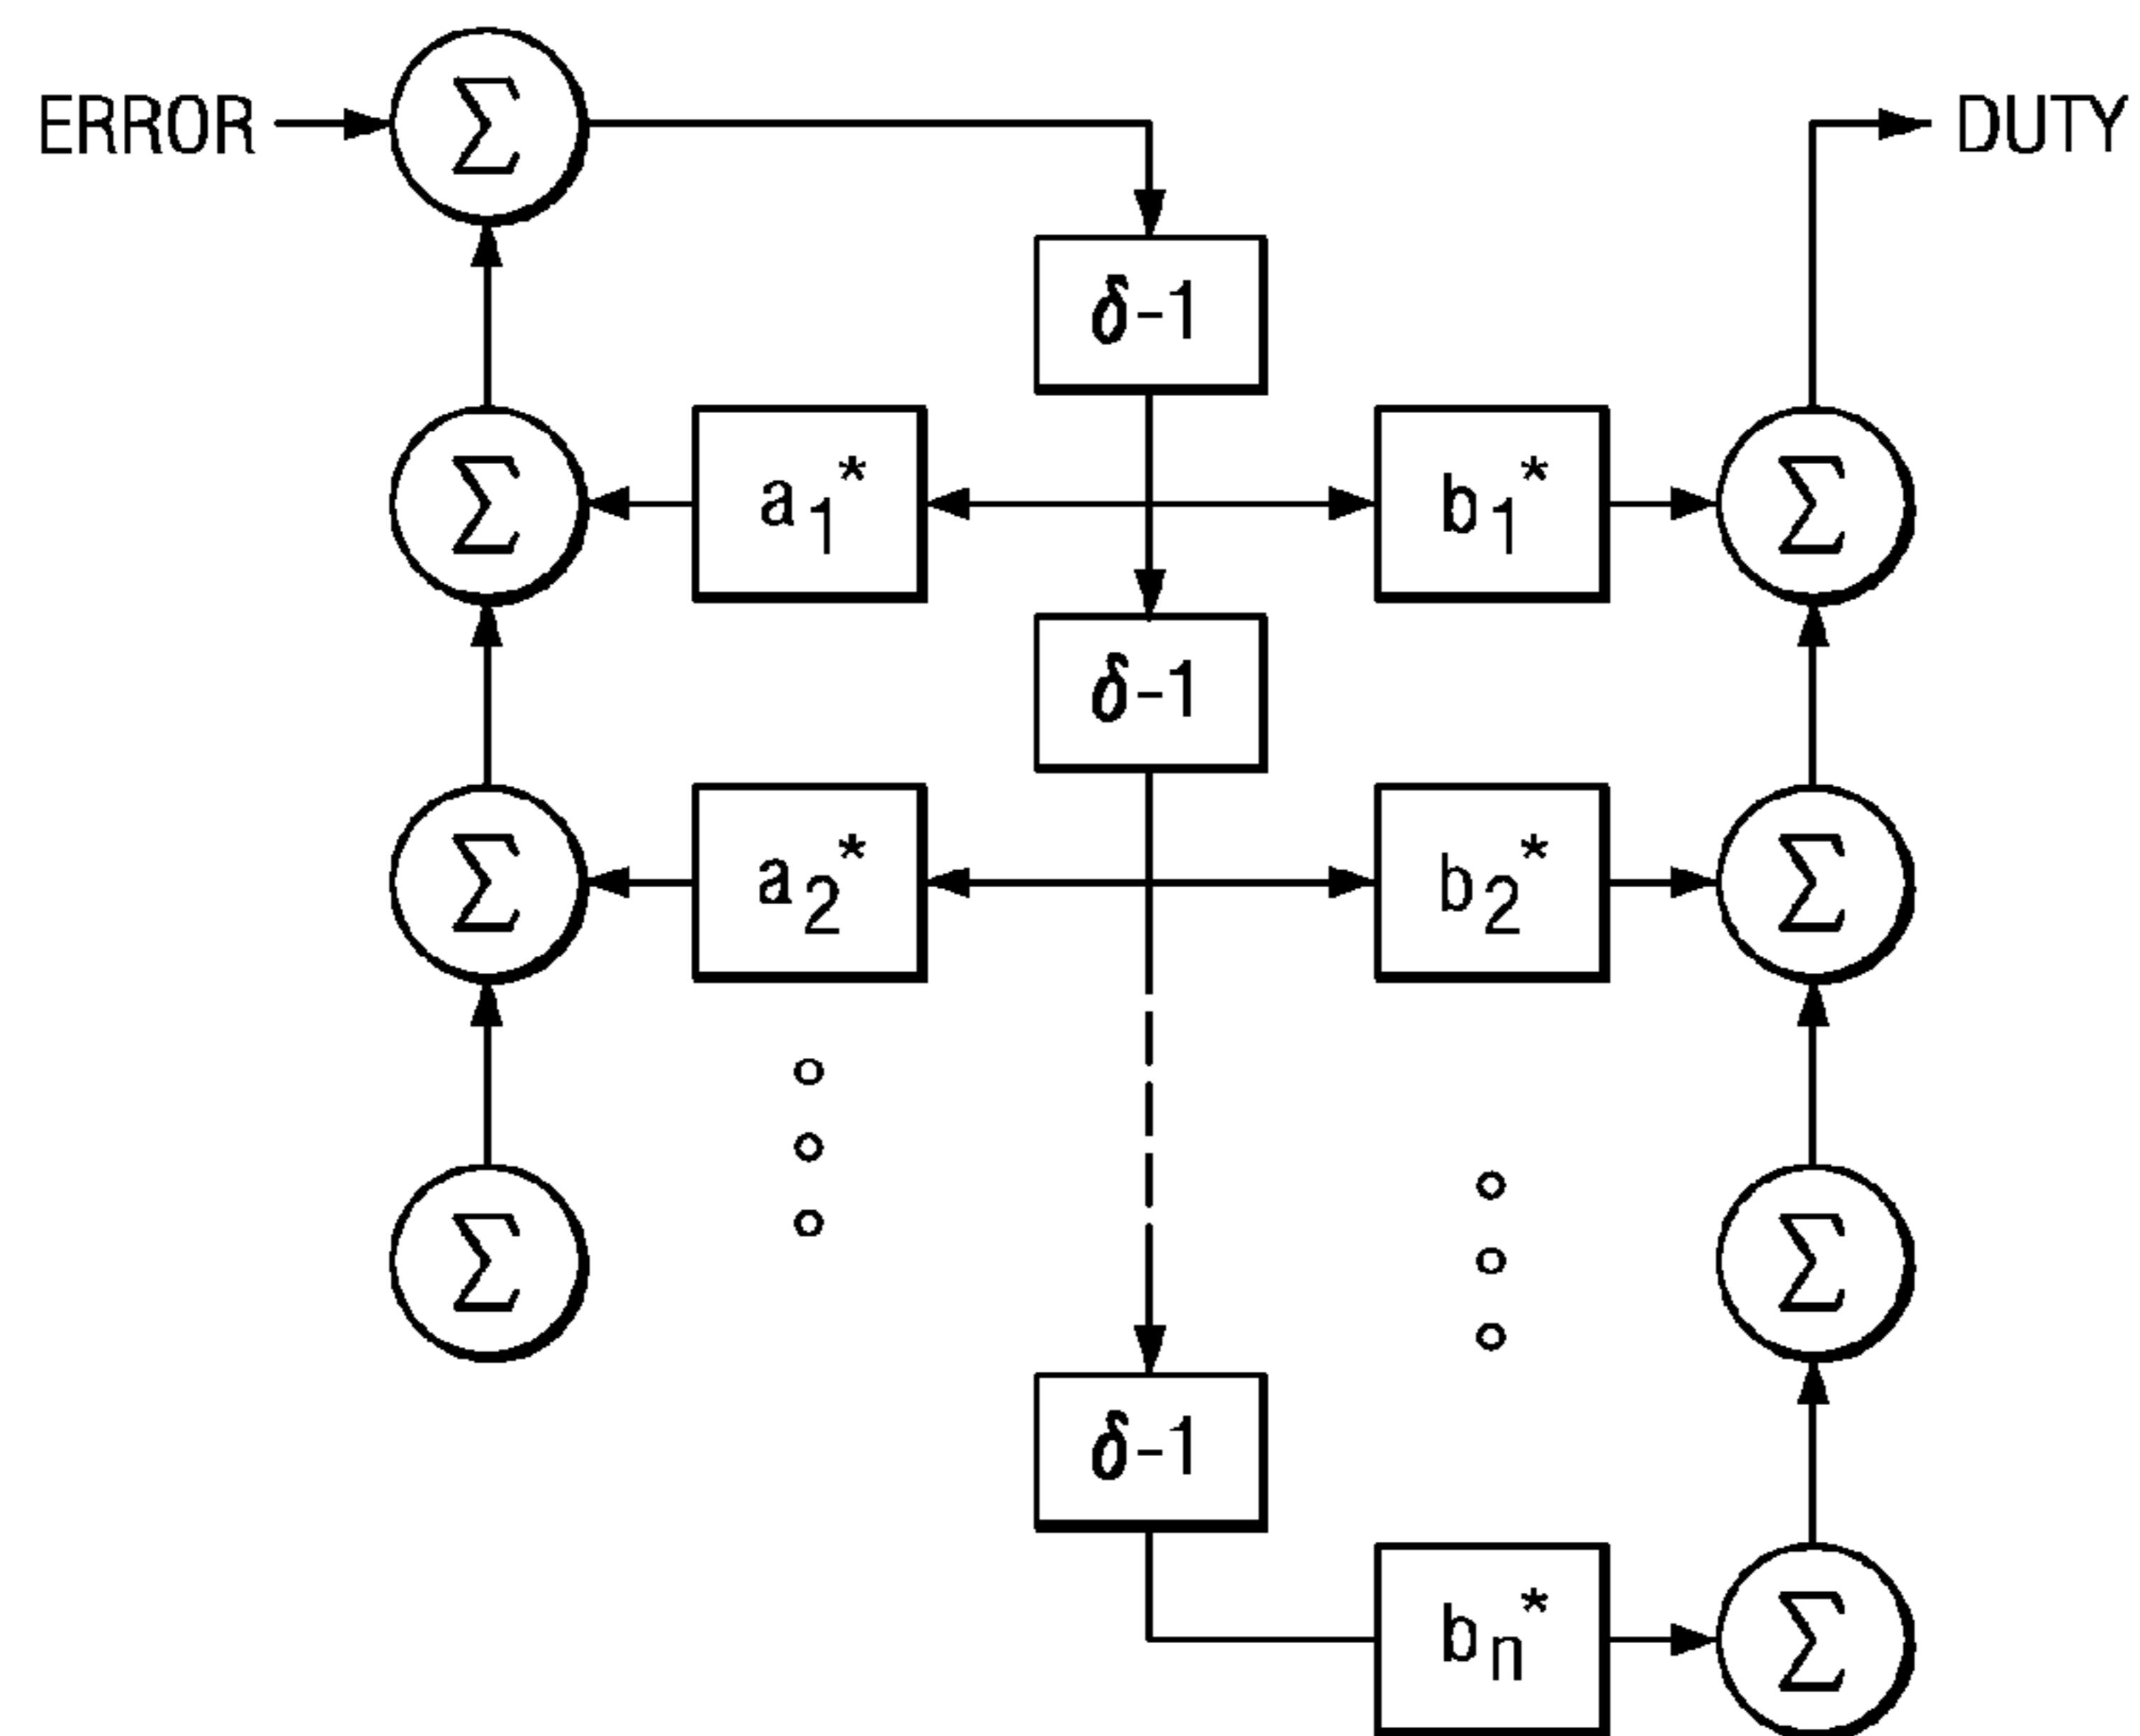 ERROR Σ DUTY
δ-1
Σ a1* b1* Σ
δ-1
Σ a2* b2* Σ
Σ Σ
δ-1
bn* Σ